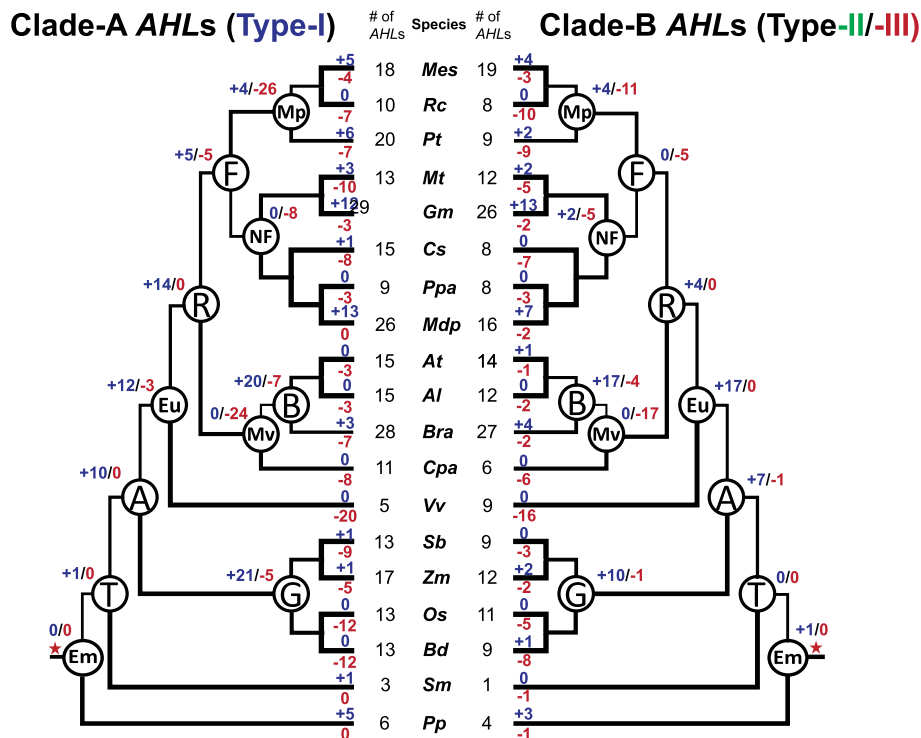 Clade-A AHLs (Type-I)
# of AHLs
Species
# of AHLs
Clade-B AHLs (Type-II/-III)
+5 -4 18 Mes 19 +4 -3
+4/-26 Mp Mp +4/-11
0 -7 10 Rc 8 0 -10
+6 -7 20 Pt 9 +2 -9
+5/-5 F F 0/-5
+3 -10 13 Mt 12 +2 -5
+12 -3 29 Gm 26 +13 -2
0/-8 NF NF +2/-5
+1 -8 15 Cs 8 0 -7
0 -3 9 Ppa 8 0 -3
+14/0 R R +4/0
+13 0 26 Mdp 16 +7 -2
0 -3 15 At 14 +1 -1
+20/-7 B B +17/-4
0 -3 15 Al 12 0 -2
+12/-3 Eu Eu +17/0
0/-24 Mv Mv 0/-17
+3 -7 28 Bra 27 +4 -2
0 -8 11 Cpa 6 0 -6
+10/0 A A +7/-1
0 -20 5 Vv 9 0 -16
+1 -9 13 Sb 9 0 -3
+1 -5 17 Zm 12 +2 -2
+21/-5 G G +10/-1
+1/0 T T 0/0
0 -12 13 Os 11 0 -5
0 -12 13 Bd 9 +1 -8
0/0 Em Em +1/0
+1 0 3 Sm 1 0 -1
+5 0 6 Pp 4 +3 -1